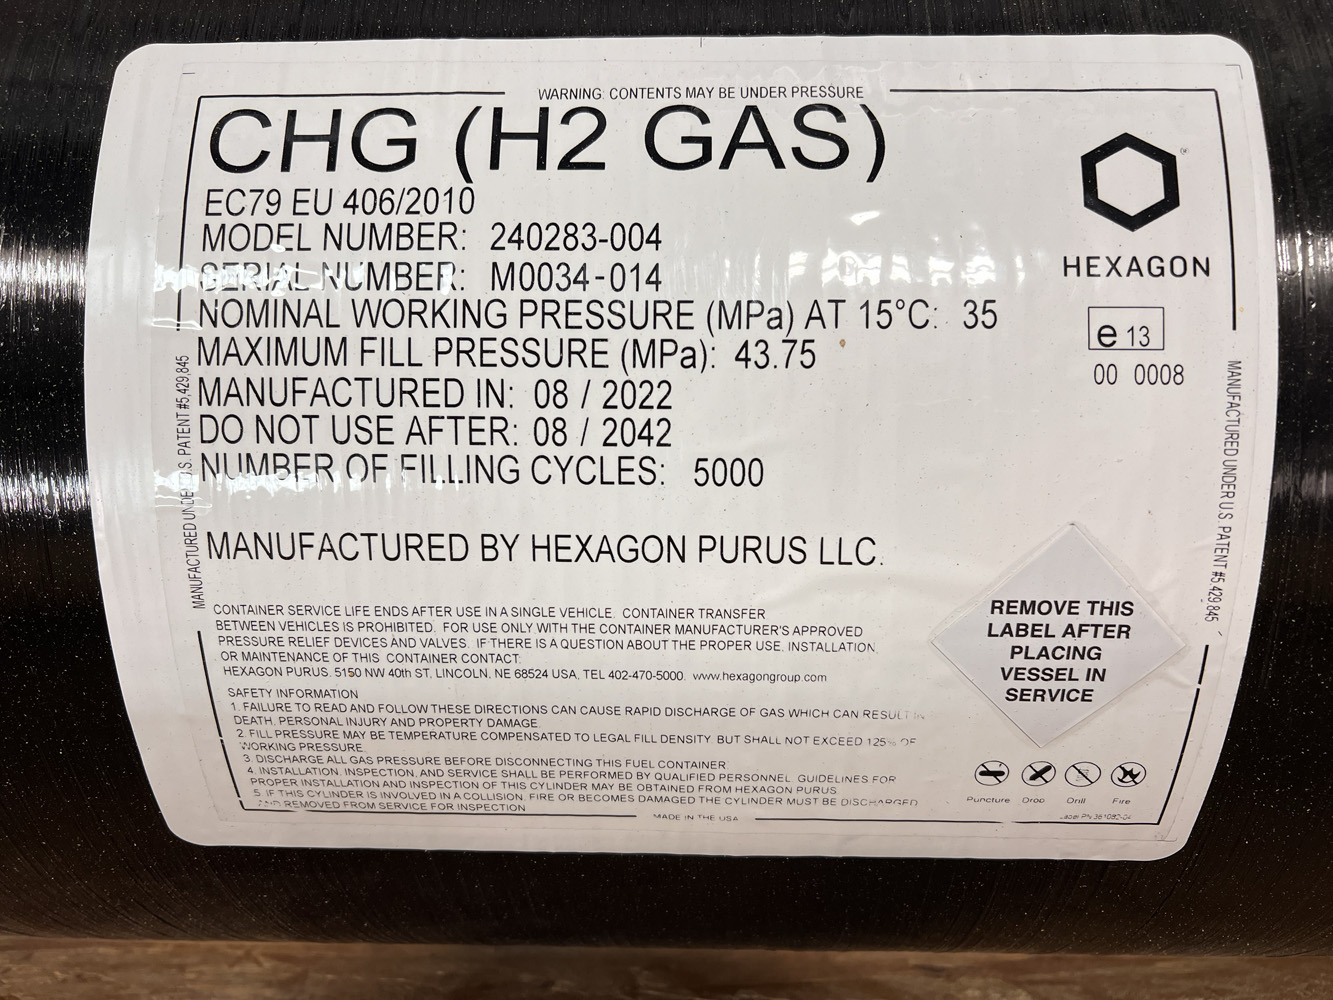 WARNING: CONTENTS MAY BE UNDER PRESSURE
CHG (H2 GAS)
EC79 EU 406/2010
MODEL NUMBER: 240283-004
SERIAL NUMBER: M0034-014
NOMINAL WORKING PRESSURE (MPa) AT 15°C: 35
MAXIMUM FILL PRESSURE (MPa): 43.75
MANUFACTURED IN: 08 / 2022
DO NOT USE AFTER: 08 / 2042
NUMBER OF FILLING CYCLES: 5000
MANUFACTURED BY HEXAGON PURUS LLC.
CONTAINER SERVICE LIFE ENDS AFTER USE IN A SINGLE VEHICLE. CONTAINER TRANSFER
BETWEEN VEHICLES IS PROHIBITED. FOR USE ONLY WITH THE CONTAINER MANUFACTURER'S APPROVED
PRESSURE RELIEF DEVICES AND VALVES. IF THERE IS A QUESTION ABOUT THE PROPER USE, INSTALLATION,
OR MAINTENANCE OF THIS CONTAINER CONTACT:
HEXAGON PURUS. 5150 NW 40th ST, LINCOLN, NE 68524 USA, TEL 402-470-5000. www.hexagongroup.com
SAFETY INFORMATION
1. FAILURE TO READ AND FOLLOW THESE DIRECTIONS CAN CAUSE RAPID DISCHARGE OF GAS WHICH CAN RESULT IN
DEATH, PERSONAL INJURY AND PROPERTY DAMAGE.
2. FILL PRESSURE MAY BE TEMPERATURE COMPENSATED TO LEGAL FILL DENSITY, BUT SHALL NOT EXCEED 125% OF
WORKING PRESSURE.
3. DISCHARGE ALL GAS PRESSURE BEFORE DISCONNECTING THIS FUEL CONTAINER
4. INSTALLATION, INSPECTION, AND SERVICE SHALL BE PERFORMED BY QUALIFIED PERSONNEL. GUIDELINES FOR
PROPER INSTALLATION AND INSPECTION OF THIS CYLINDER MAY BE OBTAINED FROM HEXAGON PURUS
5. IF THIS CYLINDER IS INVOLVED IN A COLLISION, FIRE OR BECOMES DAMAGED THE CYLINDER MUST BE DISCHARGED
AND REMOVED FROM SERVICE FOR INSPECTION
MADE IN THE USA
MANUFACTURED UNDER U.S. PATENT #5,429,845
HEXAGON
e 13
00 0008
MANUFACTURED UNDER U.S. PATENT #5,429,845
REMOVE THIS
LABEL AFTER
PLACING
VESSEL IN
SERVICE
Puncture Drop Drill Fire
Label P/N 361082-04